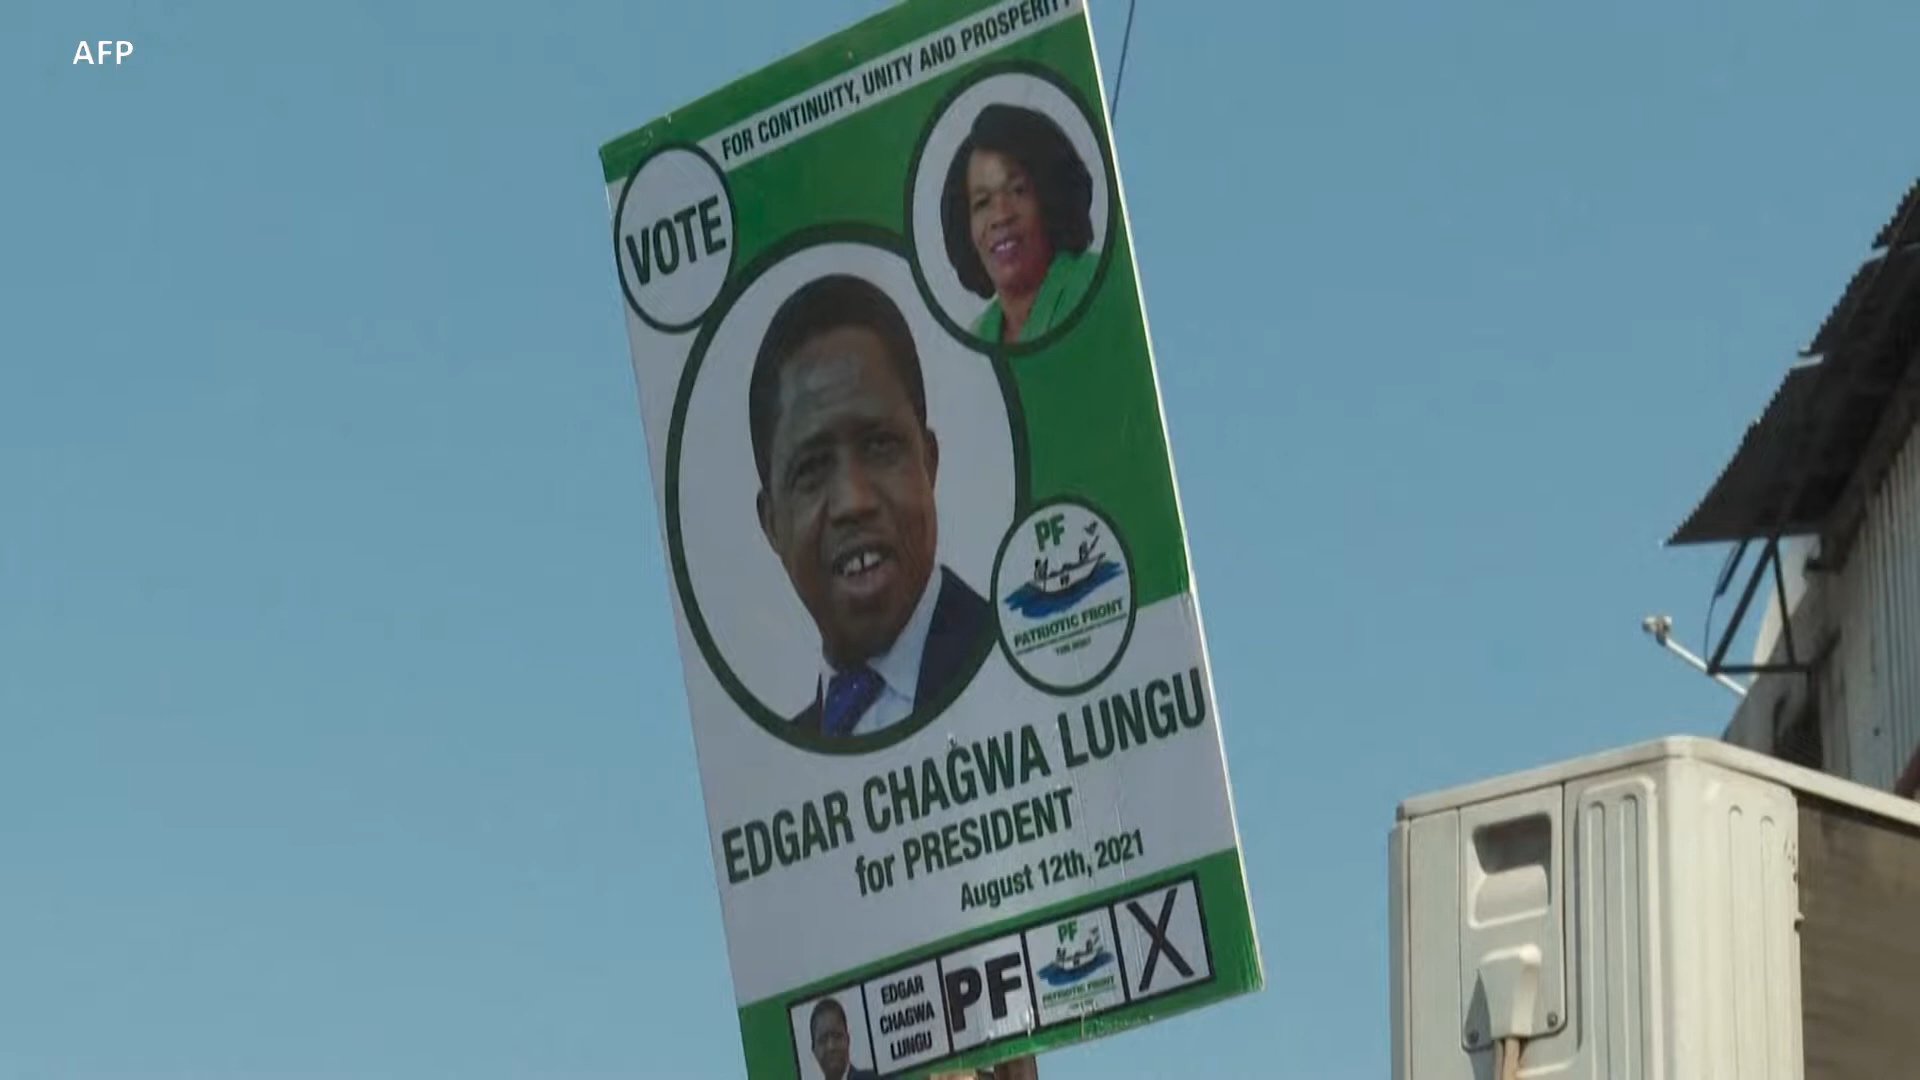 AFP
FOR CONTINUITY, UNITY AND PROSPERITY
VOTE
PF
PATRIOTIC FRONT
EDGAR CHAGWA LUNGU
for PRESIDENT
August 12th, 2021
EDGAR
CHAGWA
LUNGU
PF
PF
PATRIOTIC FRONT
X